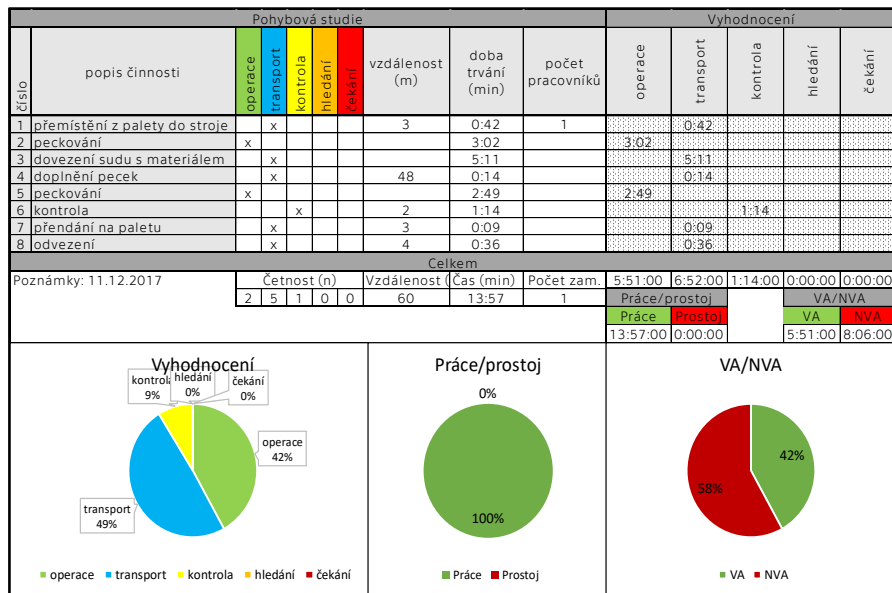 Pohybová studie Vyhodnocení
číslo popis činnosti operace transport kontrola hledání čekání vzdálenost (m) doba trvání (min) počet pracovníků operace transport kontrola hledání čekání
1 přemístění z palety do stroje x 3 0:42 1 0:42
2 peckování x 3:02 3:02
3 dovezení sudu s materiálem x 5:11 5:11
4 doplnění pecek x 48 0:14 0:14
5 peckování x 2:49 2:49
6 kontrola x 2 1:14 1:14
7 přendání na paletu x 3 0:09 0:09
8 odvezení x 4 0:36 0:36
Celkem
Poznámky: 11.12.2017 Četnost (n) Vzdálenost ( Čas (min) Počet zam. 5:51:00 6:52:00 1:14:00 0:00:00 0:00:00
2 5 1 0 0 60 13:57 1 Práce/prostoj VA/NVA
Práce Prostoj VA NVA
13:57:00 0:00:00 5:51:00 8:06:00
Vyhodnocení
kontrola 9%
hledání 0%
čekání 0%
operace 42%
transport 49%
operace transport kontrola hledání čekání
Práce/prostoj
0%
100%
Práce Prostoj
VA/NVA
42%
58%
VA NVA